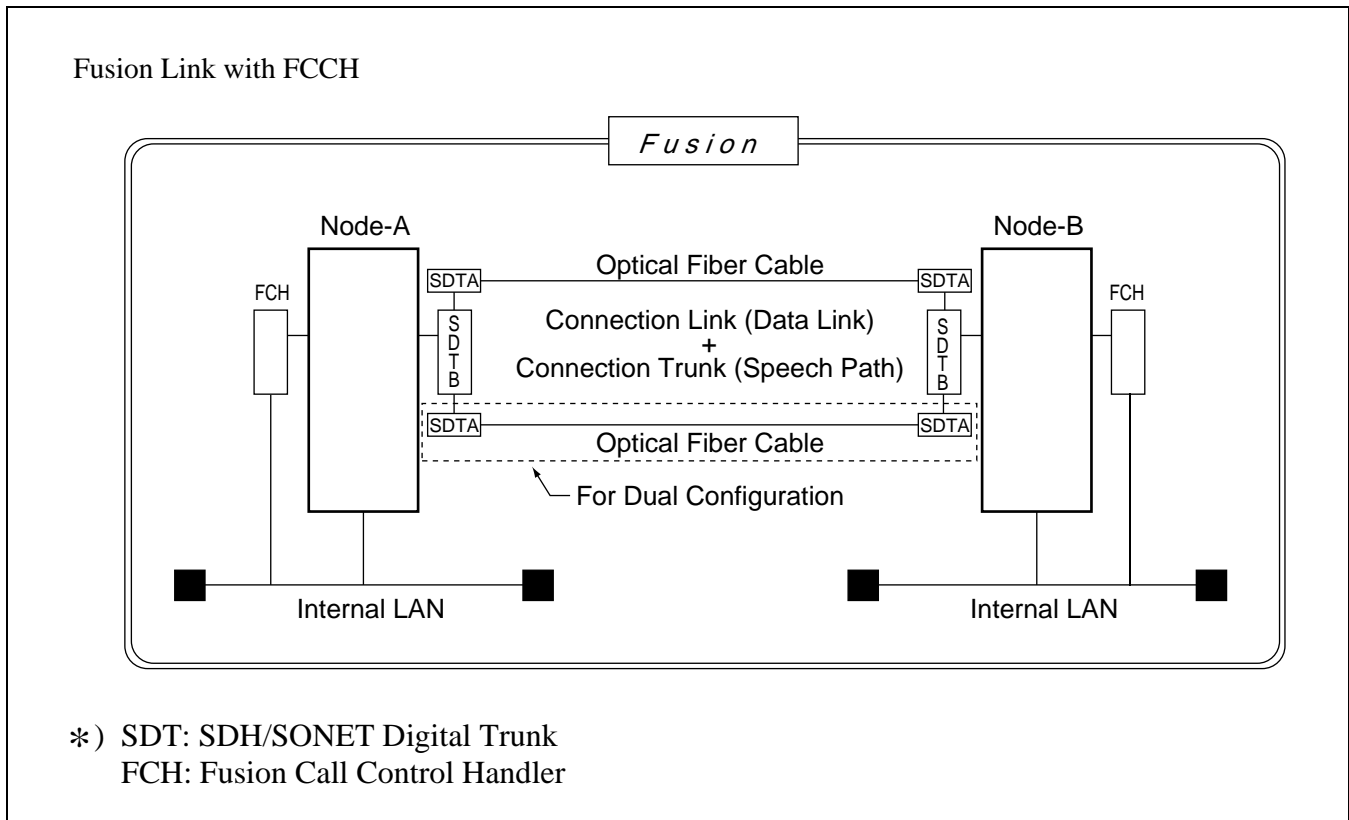 Fusion Link with FCCH
Fusion
Node-A
Node-B
SDTA
Optical Fiber Cable
SDTA
FCH
FCH
SDTB
Connection Link (Data Link)
+
Connection Trunk (Speech Path)
SDTB
SDTA
Optical Fiber Cable
SDTA
For Dual Configuration
Internal LAN
Internal LAN
*) SDT: SDH/SONET Digital Trunk
FCH: Fusion Call Control Handler